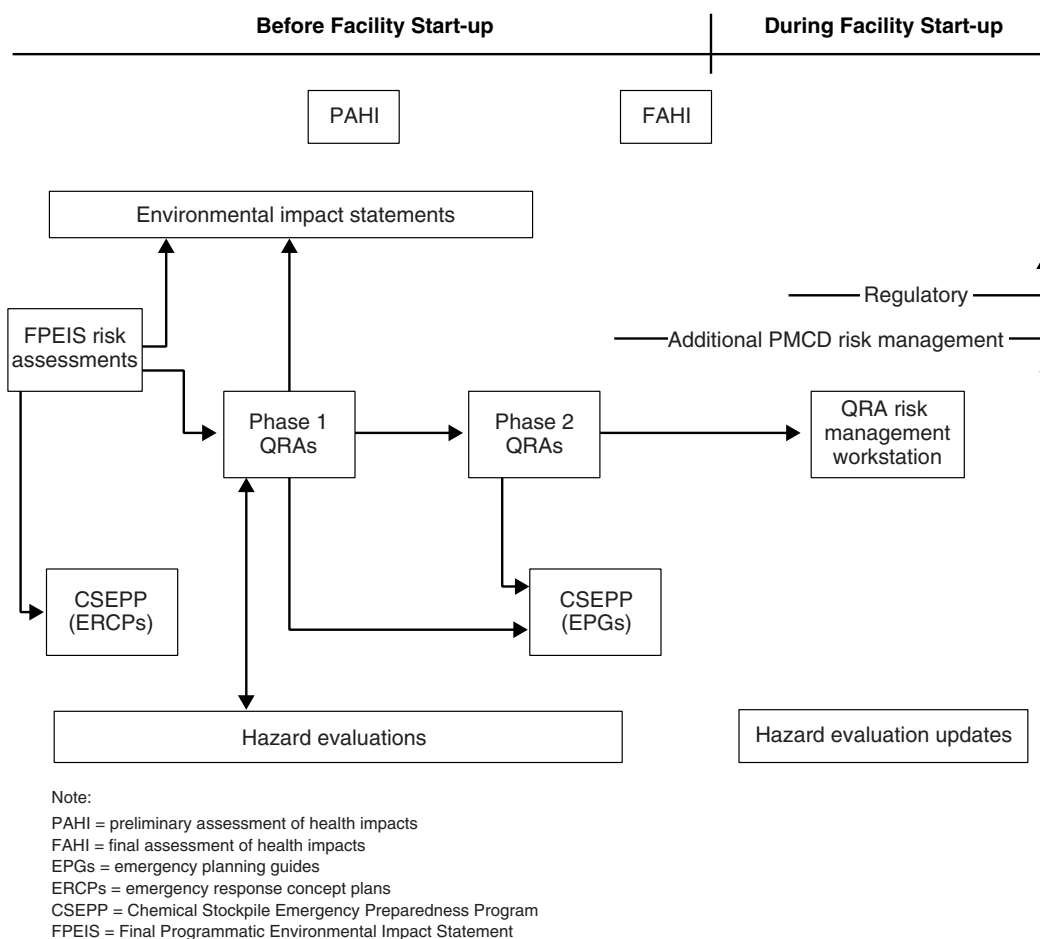 Before Facility Start-up
During Facility Start-up
PAHI
FAHI
Environmental impact statements
Regulatory
FPEIS risk
assessments
Additional PMCD risk management
Phase 1
QRAs
Phase 2
QRAs
QRA risk
management
workstation
CSEPP
(ERCPs)
CSEPP
(EPGs)
Hazard evaluations
Hazard evaluation updates
Note:
PAHI = preliminary assessment of health impacts
FAHI = final assessment of health impacts
EPGs = emergency planning guides
ERCPs = emergency response concept plans
CSEPP = Chemical Stockpile Emergency Preparedness Program
FPEIS = Final Programmatic Environmental Impact Statement